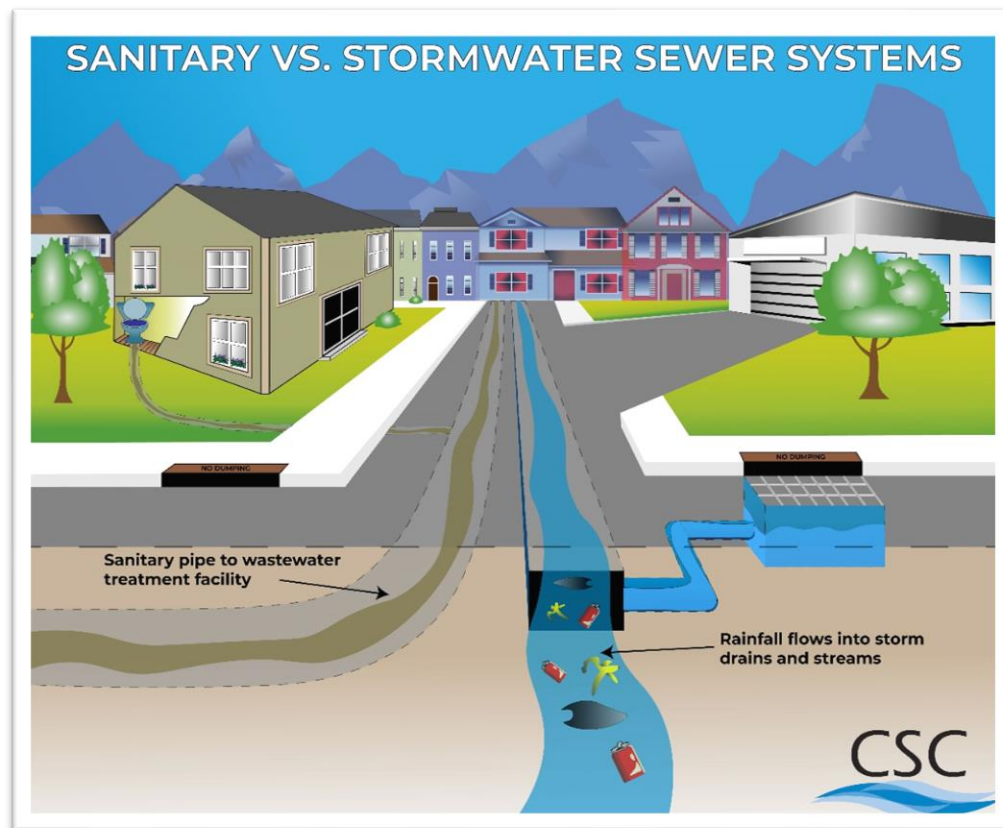 SANITARY VS. STORMWATER SEWER SYSTEMS
NO DUMPING
NO DUMPING
Sanitary pipe to wastewater
treatment facility
Rainfall flows into storm
drains and streams
CSC